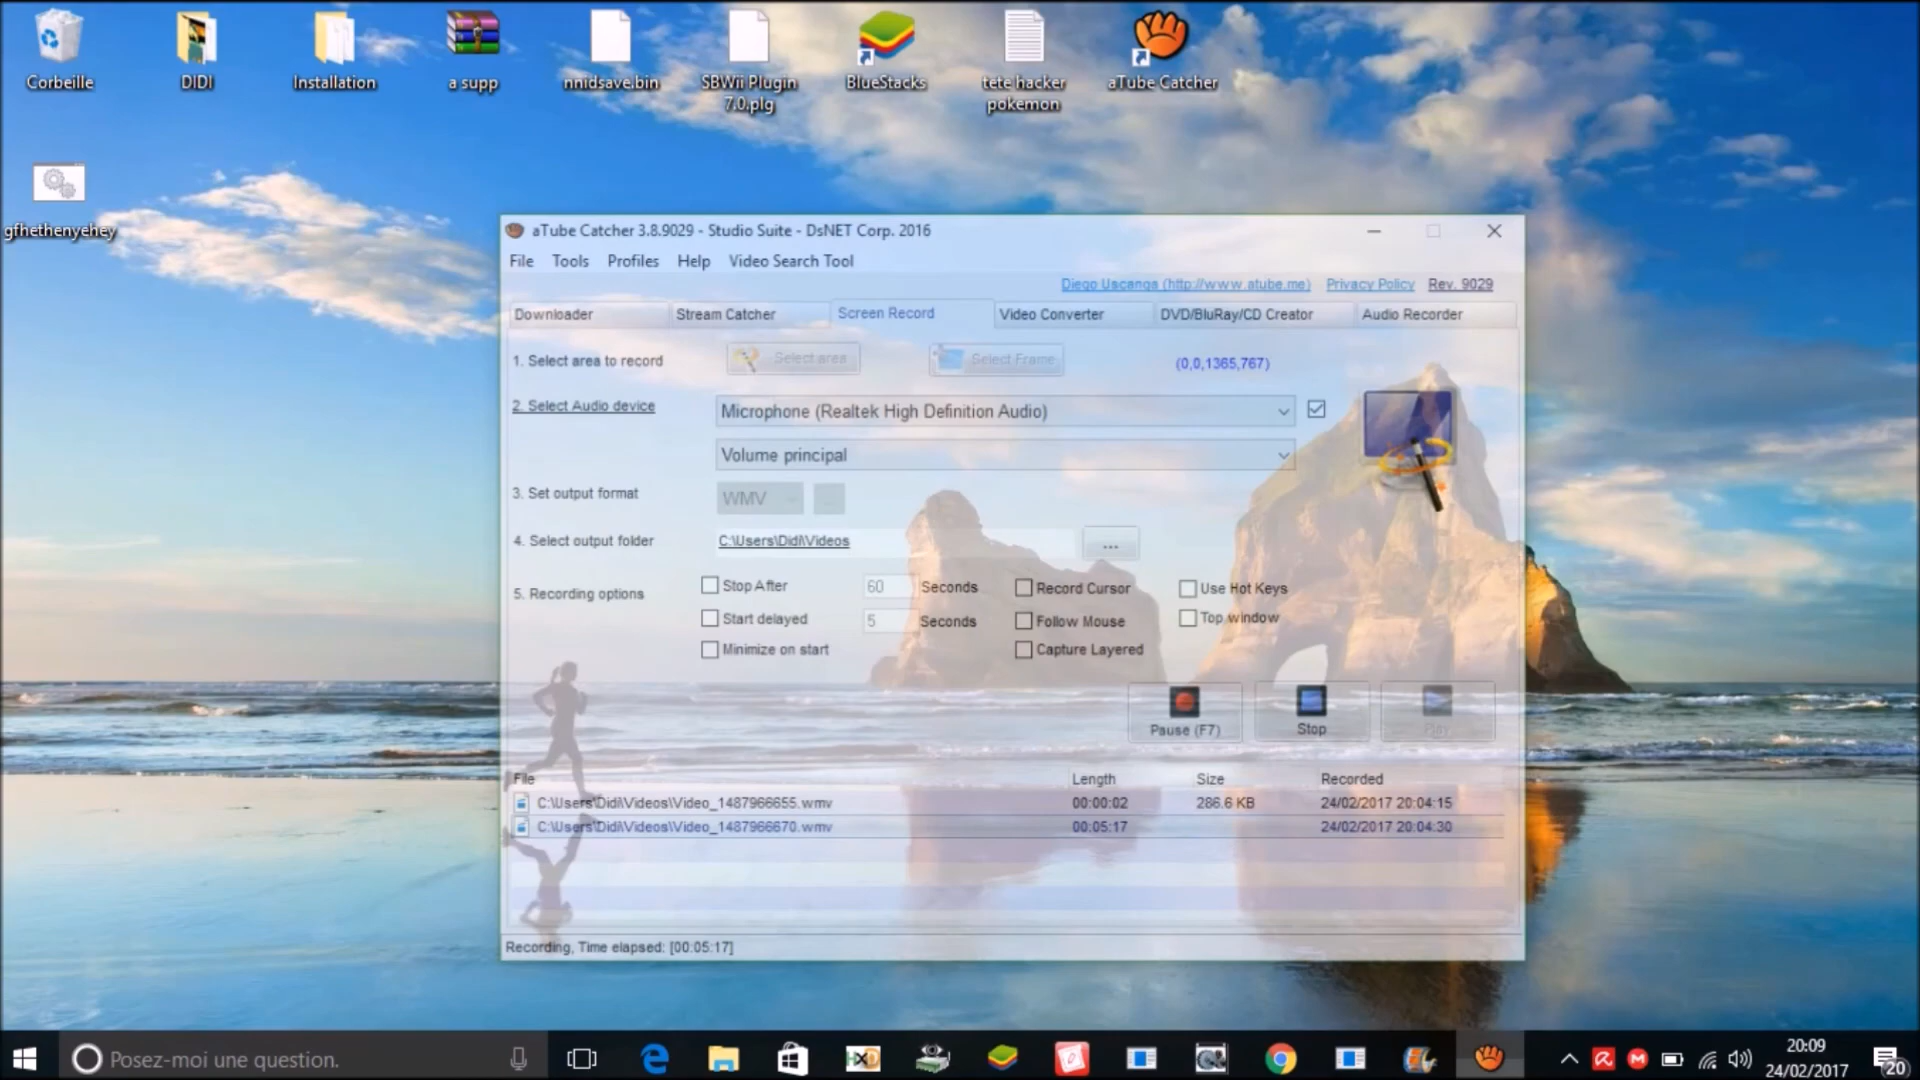 Corbeille
DIDI
Installation
a supp
nnidsave.bin
SBWii Plugin
7.0.plg
BlueStacks
tete hacker
pokemon
aTube Catcher
gfhethenyehey
aTube Catcher 3.8.9029 - Studio Suite - DsNET Corp. 2016
File Tools Profiles Help Video Search Tool
Diego Uscanga (http://www.atube.me) Privacy Policy Rev. 9029
Downloader Stream Catcher Screen Record Video Converter DVD/BluRay/CD Creator Audio Recorder
1. Select area to record Select area Select Frame (0,0,1365,767)
2. Select Audio device Microphone (Realtek High Definition Audio)
Volume principal
3. Set output format WMV
4. Select output folder C:\Users\Didi\Videos ...
5. Recording options
Stop After 60 Seconds Record Cursor Use Hot Keys
Start delayed 5 Seconds Follow Mouse Top window
Minimize on start Capture Layered
Pause (F7) Stop Play
File Length Size Recorded
C:\Users\Didi\Videos\Video_1487966655.wmv 00:00:02 286.6 KB 24/02/2017 20:04:15
C:\Users\Didi\Videos\Video_1487966670.wmv 00:05:17 24/02/2017 20:04:30
Recording, Time elapsed: [00:05:17]
Posez-moi une question.
20:09
24/02/2017
20